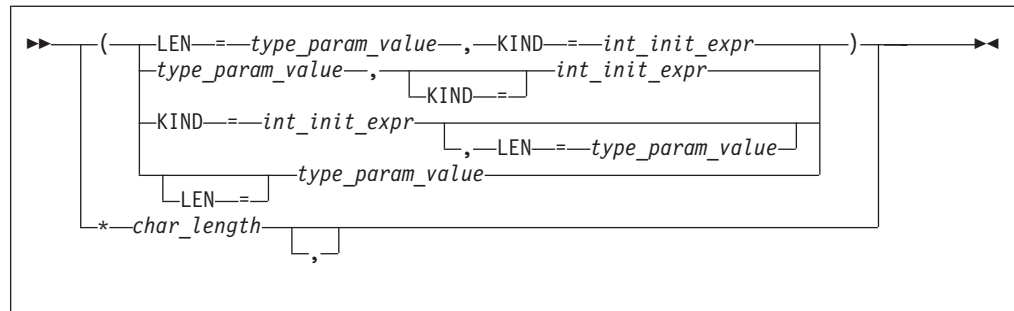 ( LEN = type_param_value , KIND = int_init_expr )
type_param_value , int_init_expr
KIND =
KIND = int_init_expr
, LEN = type_param_value
type_param_value
LEN =
* char_length
,